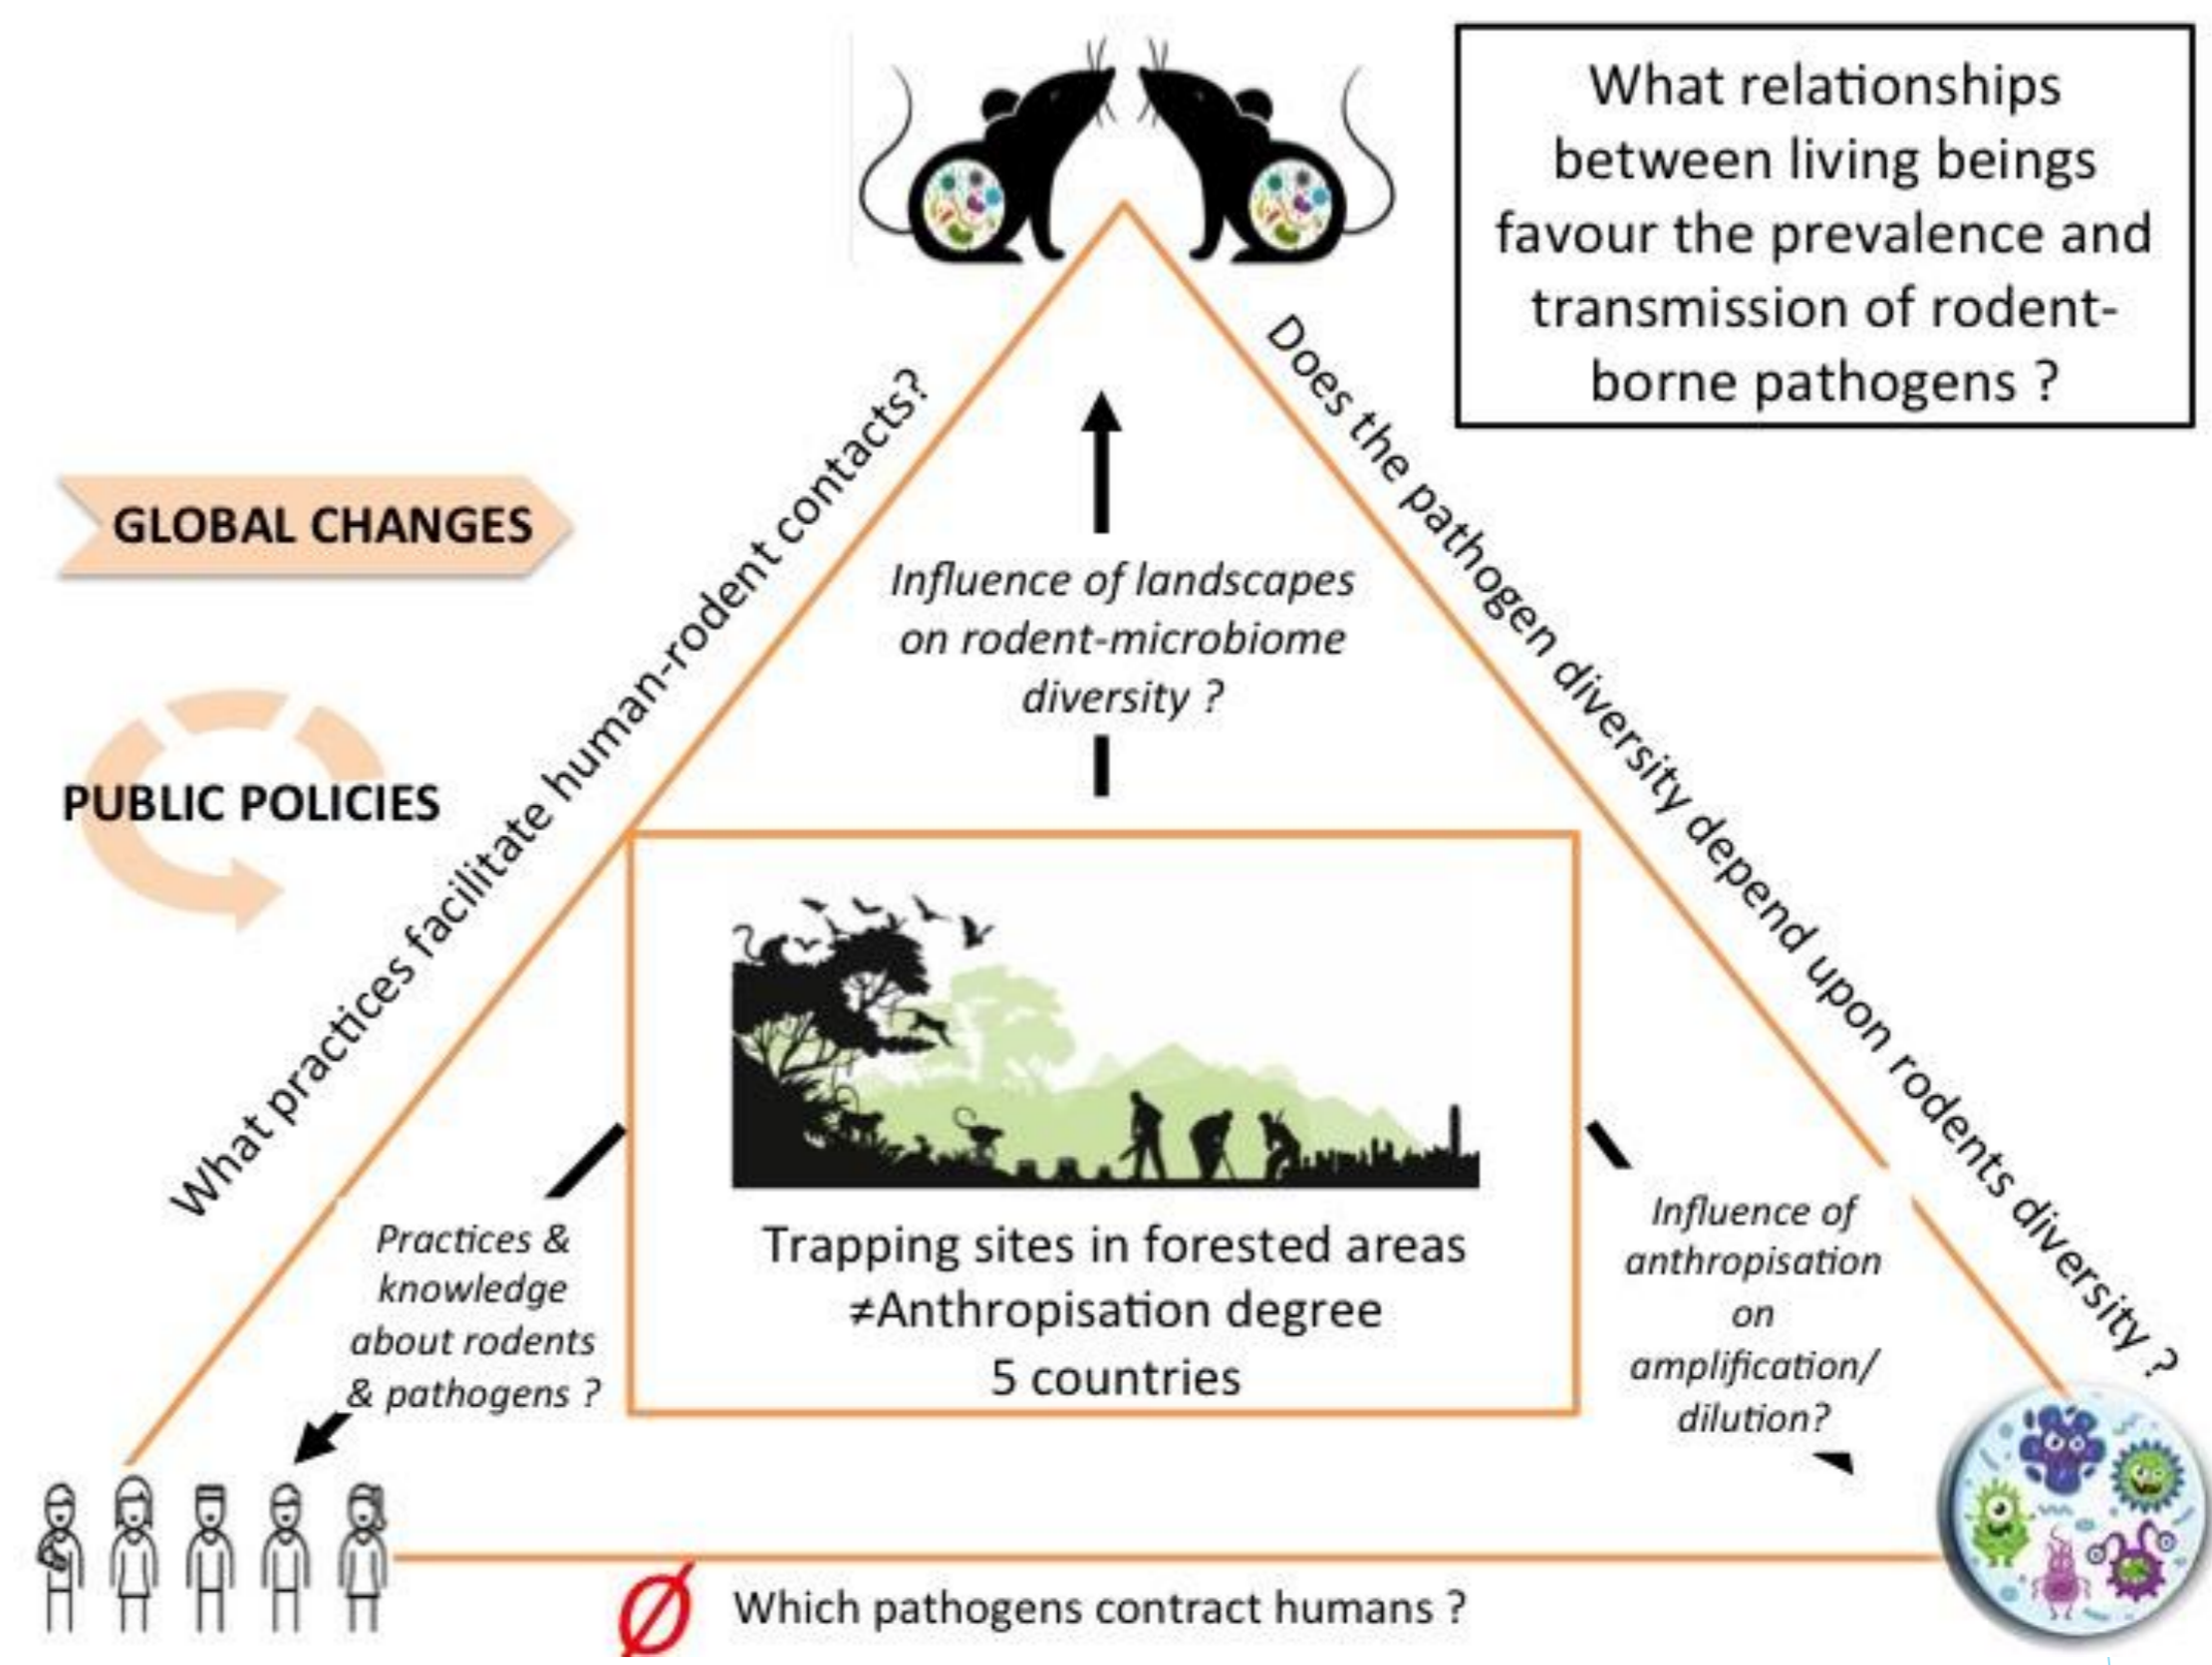 What relationships
between living beings
favour the prevalence and
transmission of rodent-
borne pathogens ?
What practices facilitate human-rodent contacts?
Does the pathogen diversity depend upon rodents diversity ?
GLOBAL CHANGES
PUBLIC POLICIES
Influence of landscapes
on rodent-microbiome
diversity ?
Practices &
knowledge
about rodents
& pathogens ?
Trapping sites in forested areas
≠Anthropisation degree
5 countries
Influence of
anthropisation
on
amplification/
dilution?
Ø Which pathogens contract humans ?